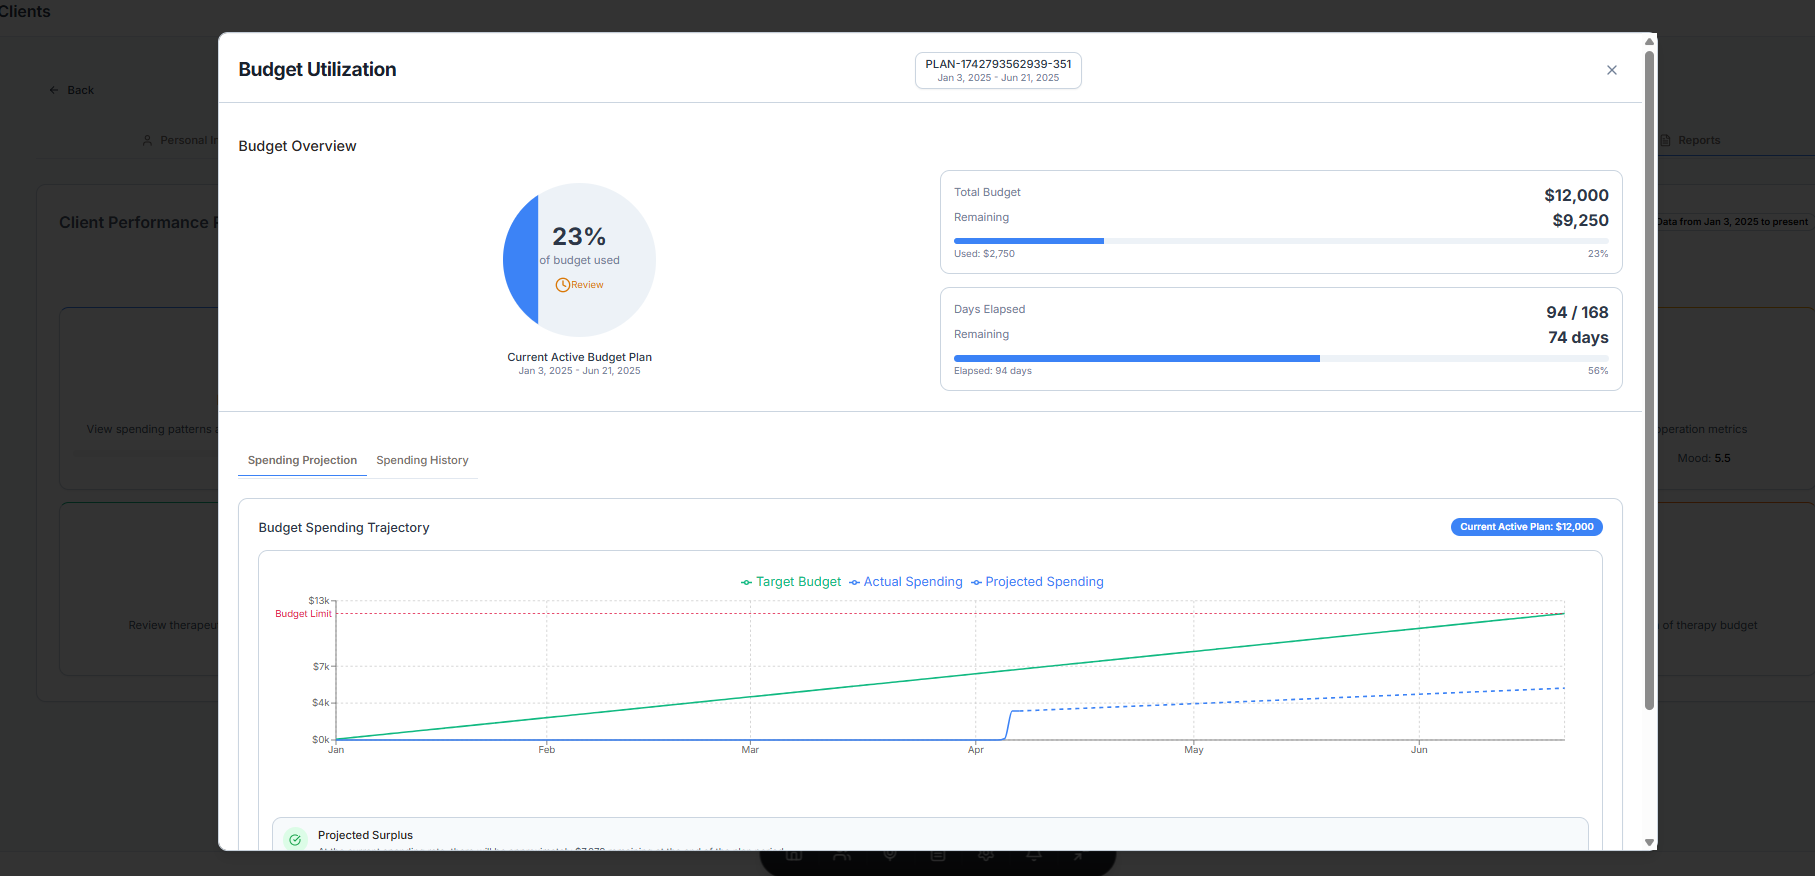 Clients
Budget Utilization
PLAN-1742793562939-351
Jan 3, 2025 - Jun 21, 2025
Back
Personal In
Reports
Budget Overview
Client Performance
Data from Jan 3, 2025 to present
23%
of budget used
Review
Current Active Budget Plan
Jan 3, 2025 - Jun 21, 2025
Total Budget
$12,000
Remaining
$9,250
Used: $2,750
23%
Days Elapsed
94 / 168
Remaining
74 days
Elapsed: 94 days
56%
View spending patterns
operation metrics
Mood: 5.5
Spending Projection
Spending History
Budget Spending Trajectory
Current Active Plan: $12,000
Target Budget
Actual Spending
Projected Spending
$13k
Budget Limit
$7k
$4k
$0k
Jan
Feb
Mar
Apr
May
Jun
Review therapeu
of therapy budget
Projected Surplus